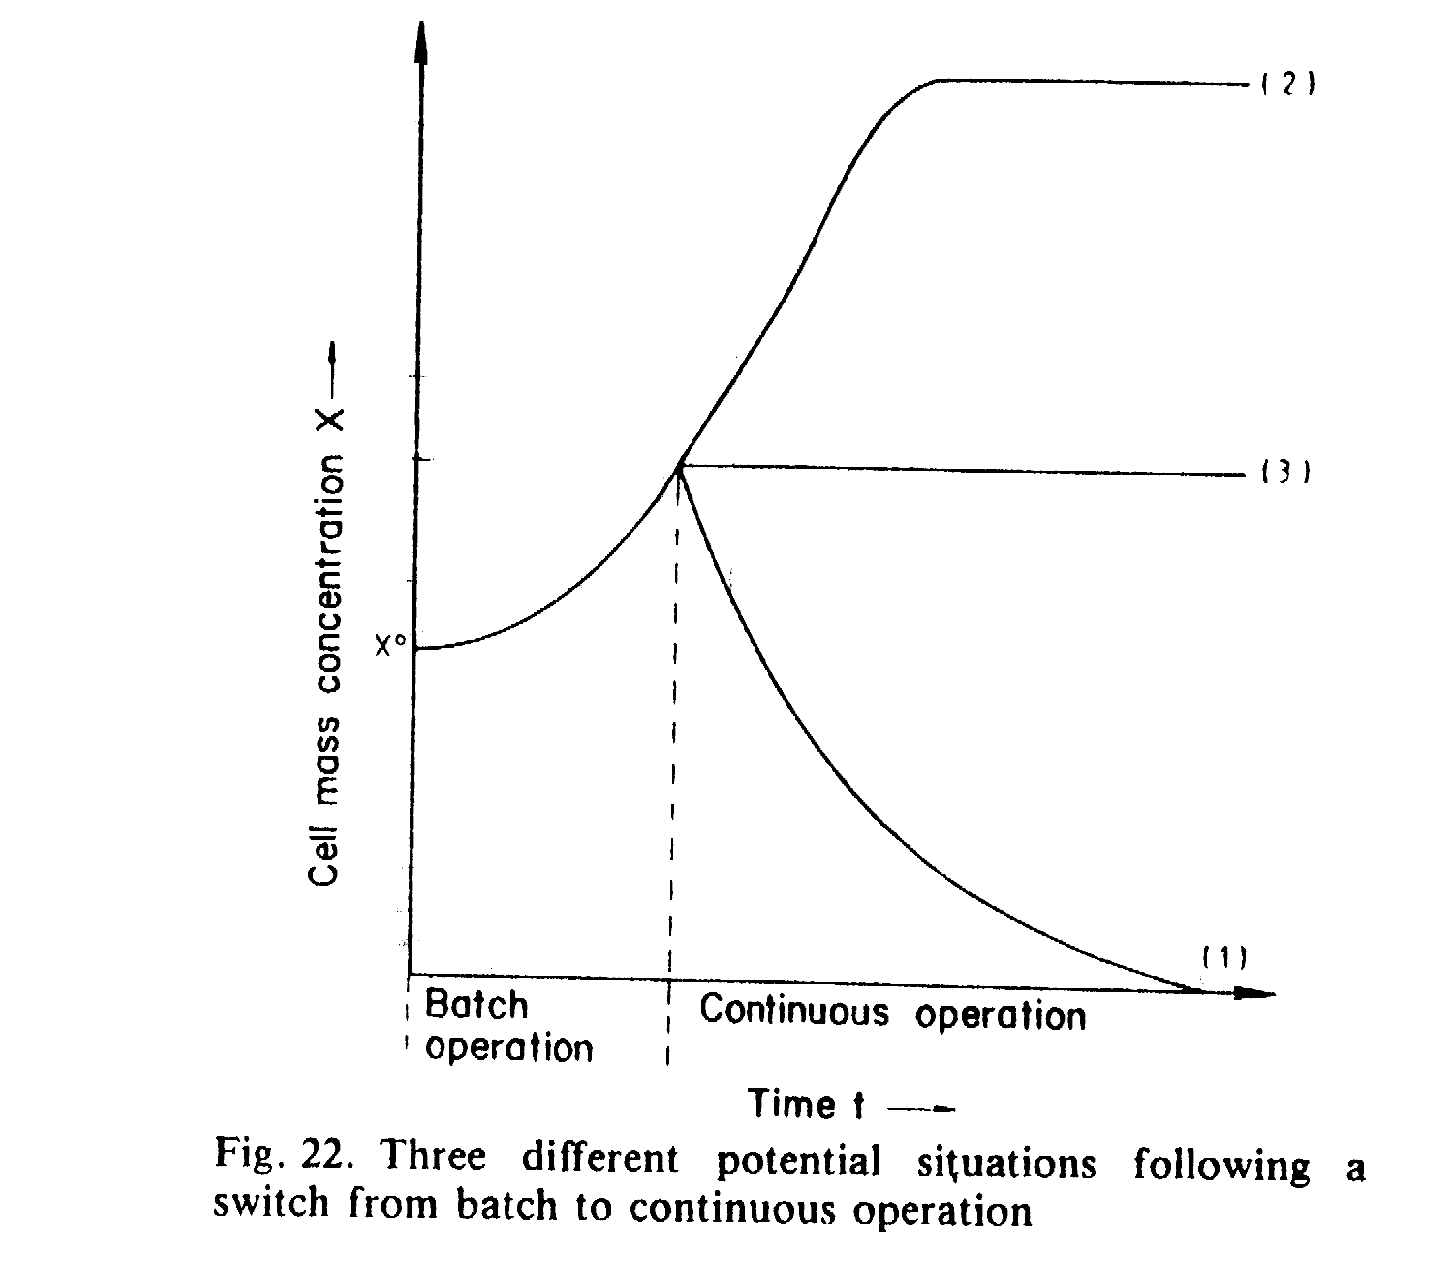 ( 2 )
( 3 )
Cell mass concentration X
X°
( 1 )
Batch
operation
Continuous operation
Time t
Fig. 22. Three different potential situations following a
switch from batch to continuous operation